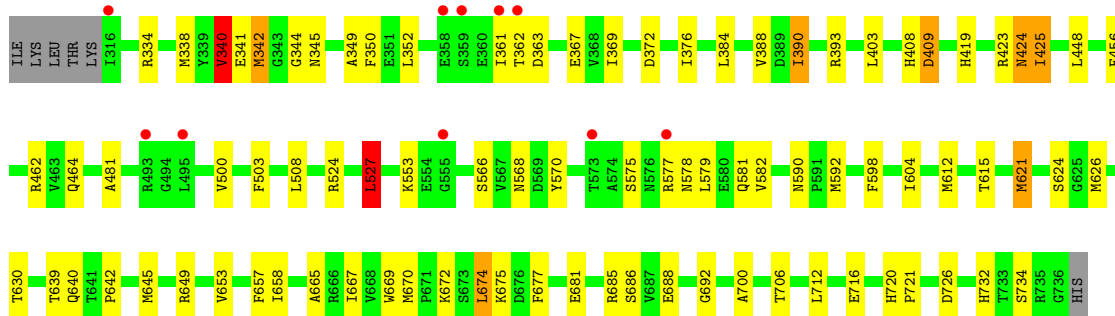 ILE LYS LEU THR LYS I316 R334 M338 Y339 V340 E341 M342 G343 G344 N345 A349 F350 E351 L352 E358 S359 E360 I361 T362 D363 E367 V368 I369 D372 I376 L384 V388 D389 I390 R393 L403 H408 D409 H419 R423 N424 I425 L448 E456
R462 V463 Q464 A481 R493 G494 L495 V500 F503 L508 R524 L527 K553 E554 G555 S566 V567 N568 D569 Y570 T573 A574 S575 N576 R577 N578 L579 E580 Q581 V582 N590 P591 M592 F598 I604 M612 T615 M621 S624 G625 M626
T630 T639 Q640 T641 P642 M645 R649 V653 F657 I658 A665 R666 I667 V668 W669 M670 P671 K672 S673 L674 K675 D676 F677 E681 R685 S686 V687 E688 G692 A700 T706 L712 E716 H720 P721 D726 H732 T733 S734 R735 G736 HIS